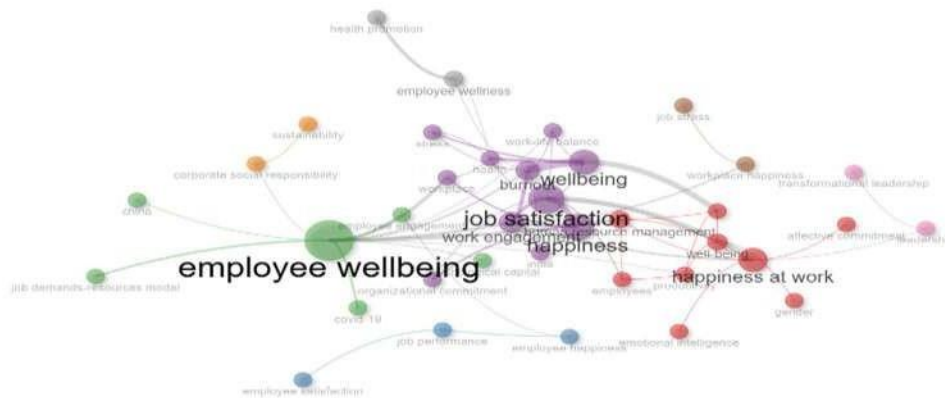 health promotion
employee wellness
job stress
sustainability
stress
work-life balance
health
corporate social responsibility
workplace happiness
wellbeing
burnout
workplace
transformational leadership
china
job satisfaction
employee engagement
human resource management
affective commitment
leadership
work engagement
happiness
well-being
india
employee wellbeing
happiness at work
job demands-resources model
organizational commitment
employees
productivity
gender
covid-19
job performance
employee happiness
emotional intelligence
employee satisfaction